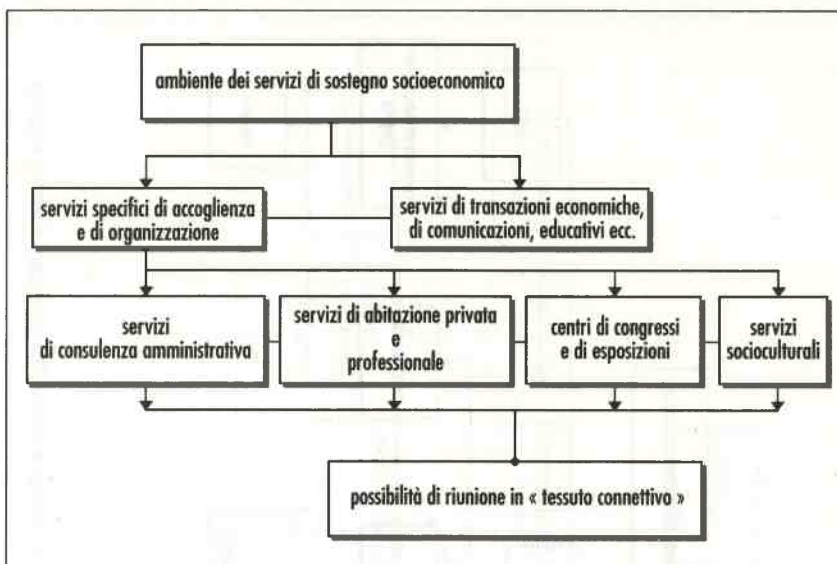 ambiente dei servizi di sostegno socioeconomico
servizi specifici di accoglienza
e di organizzazione
servizi di transazioni economiche,
di comunicazioni, educativi ecc.
servizi
di consulenza amministrativa
servizi di abitazione privata
e
professionale
centri di congressi
e di esposizioni
servizi
socioculturali
possibilità di riunione in « tessuto connettivo »